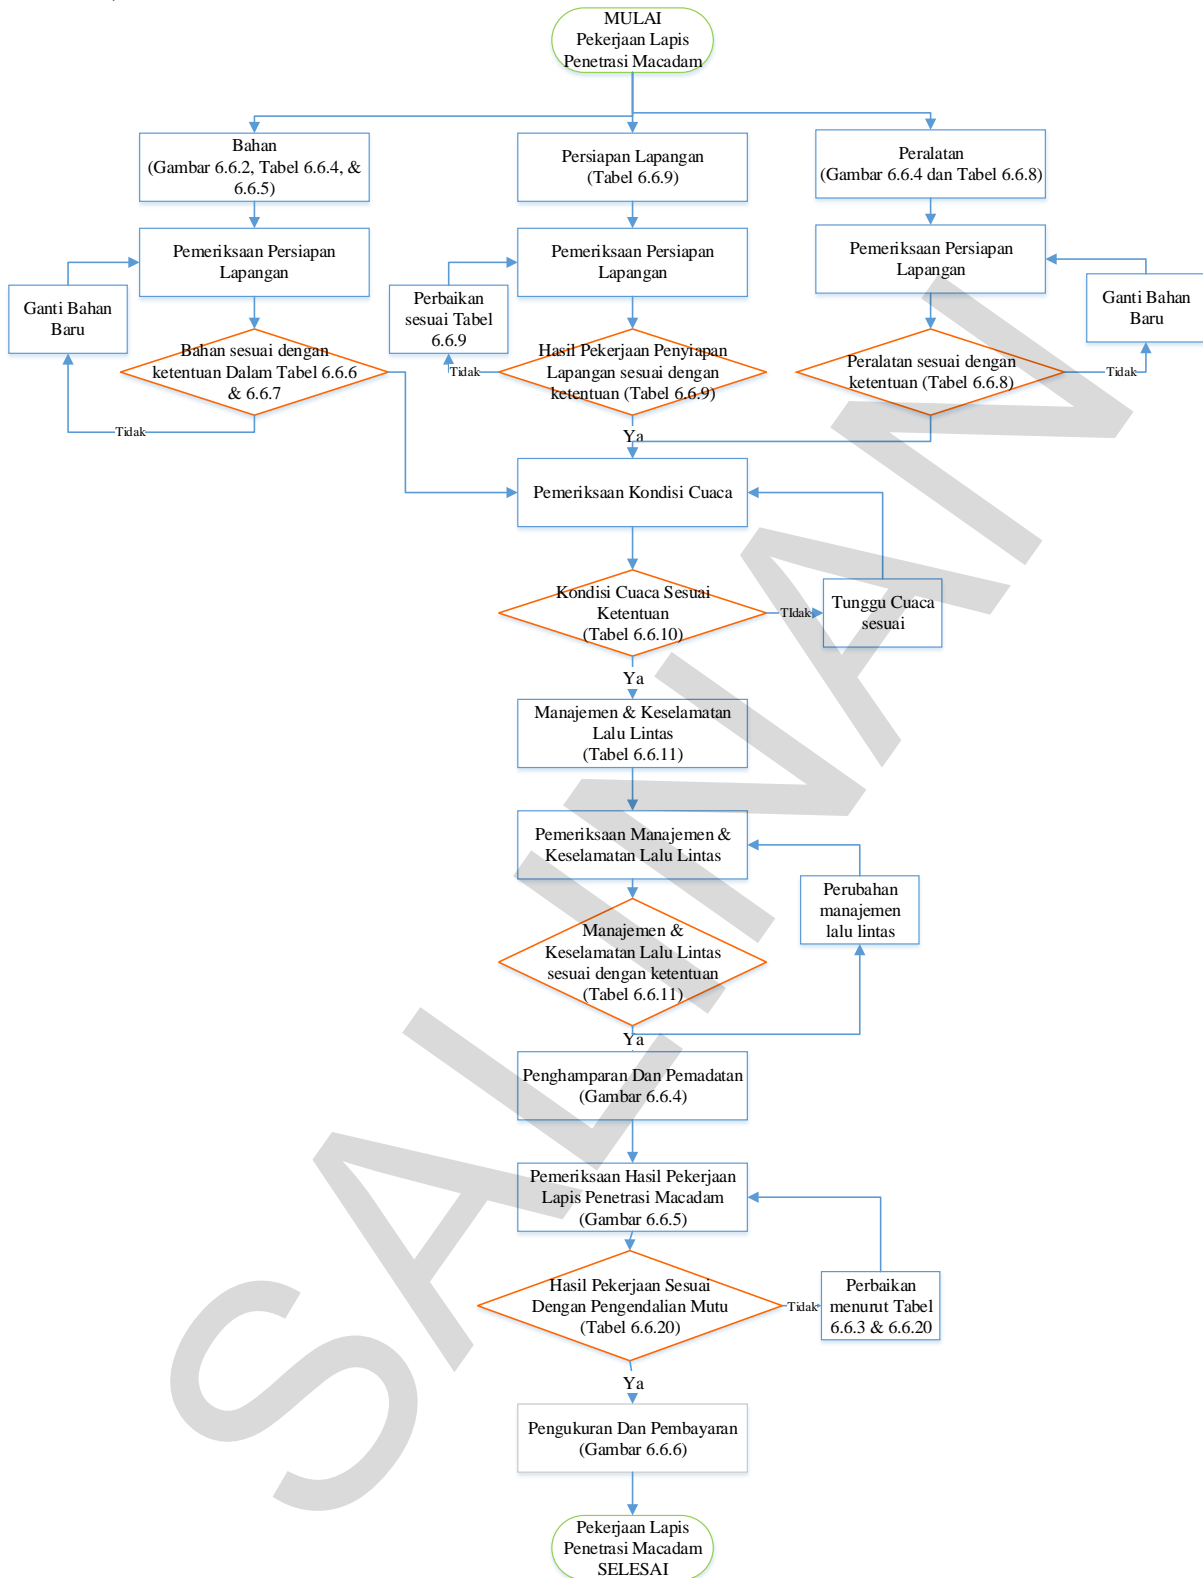 MULAI
Pekerjaan Lapis
Penetrasi Macadam
Bahan
(Gambar 6.6.2, Tabel 6.6.4, &
6.6.5)
Persiapan Lapangan
(Tabel 6.6.9)
Peralatan
(Gambar 6.6.4 dan Tabel 6.6.8)
Pemeriksaan Persiapan
Lapangan
Pemeriksaan Persiapan
Lapangan
Pemeriksaan Persiapan
Lapangan
Ganti Bahan
Baru
Perbaikan
sesuai Tabel
6.6.9
Ganti Bahan
Baru
Bahan sesuai dengan
ketentuan Dalam Tabel 6.6.6
& 6.6.7
Tidak
Hasil Pekerjaan Penyiapan
Lapangan sesuai dengan
ketentuan (Tabel 6.6.9)
Tidak
Peralatan sesuai dengan
ketentuan (Tabel 6.6.8)
Tidak
Ya
Pemeriksaan Kondisi Cuaca
Kondisi Cuaca Sesuai
Ketentuan
(Tabel 6.6.10)
TIdak
Tunggu Cuaca
sesuai
Ya
Manajemen & Keselamatan
Lalu Lintas
(Tabel 6.6.11)
Pemeriksaan Manajemen &
Keselamatan Lalu Lintas
Perubahan
manajemen
lalu lintas
Manajemen &
Keselamatan Lalu Lintas
sesuai dengan ketentuan
(Tabel 6.6.11)
Ya
Penghamparan Dan Pemadatan
(Gambar 6.6.4)
Pemeriksaan Hasil Pekerjaan
Lapis Penetrasi Macadam
(Gambar 6.6.5)
Hasil Pekerjaan Sesuai
Dengan Pengendalian Mutu
(Tabel 6.6.20)
Tidak
Perbaikan
menurut Tabel
6.6.3 & 6.6.20
Ya
Pengukuran Dan Pembayaran
(Gambar 6.6.6)
Pekerjaan Lapis
Penetrasi Macadam
SELESAI
SALINAN